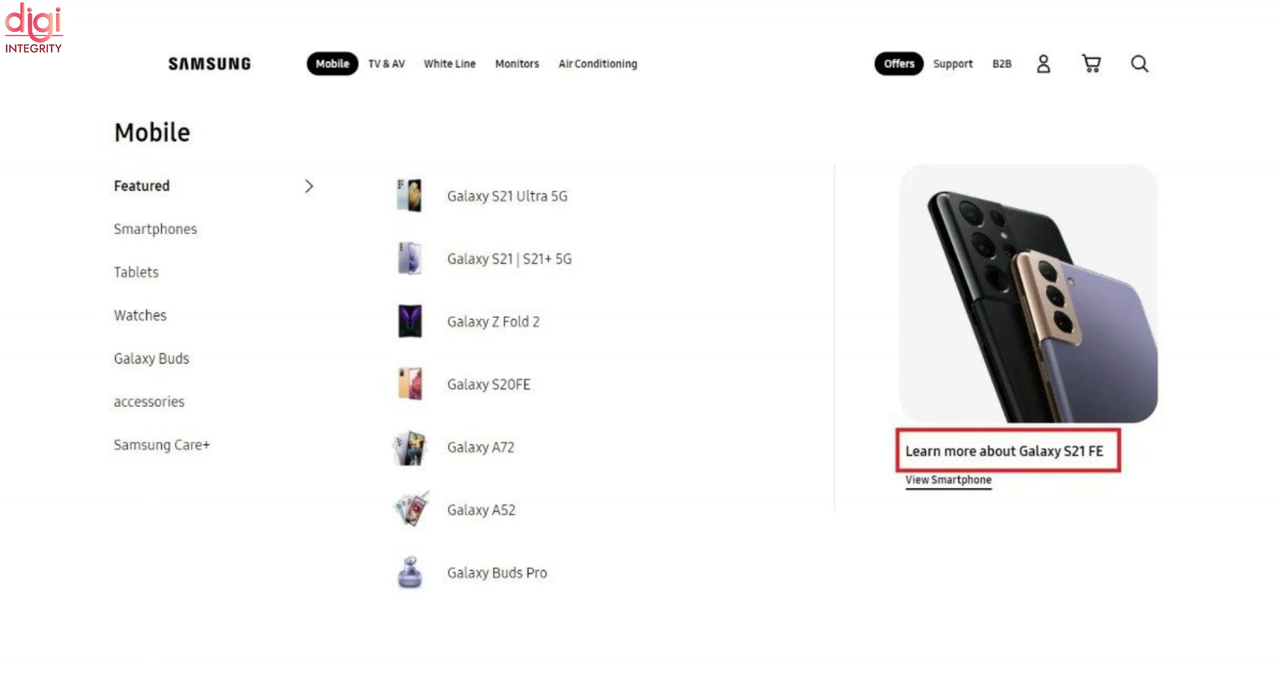 digi
INTEGRITY
SAMSUNG
Mobile TV & AV White Line Monitors Air Conditioning Offers Support B2B
Mobile
Featured
Smartphones
Tablets
Watches
Galaxy Buds
accessories
Samsung Care+
Galaxy S21 Ultra 5G
Galaxy S21 | S21+ 5G
Galaxy Z Fold 2
Galaxy S20FE
Galaxy A72
Galaxy A52
Galaxy Buds Pro
Learn more about Galaxy S21 FE
View Smartphone